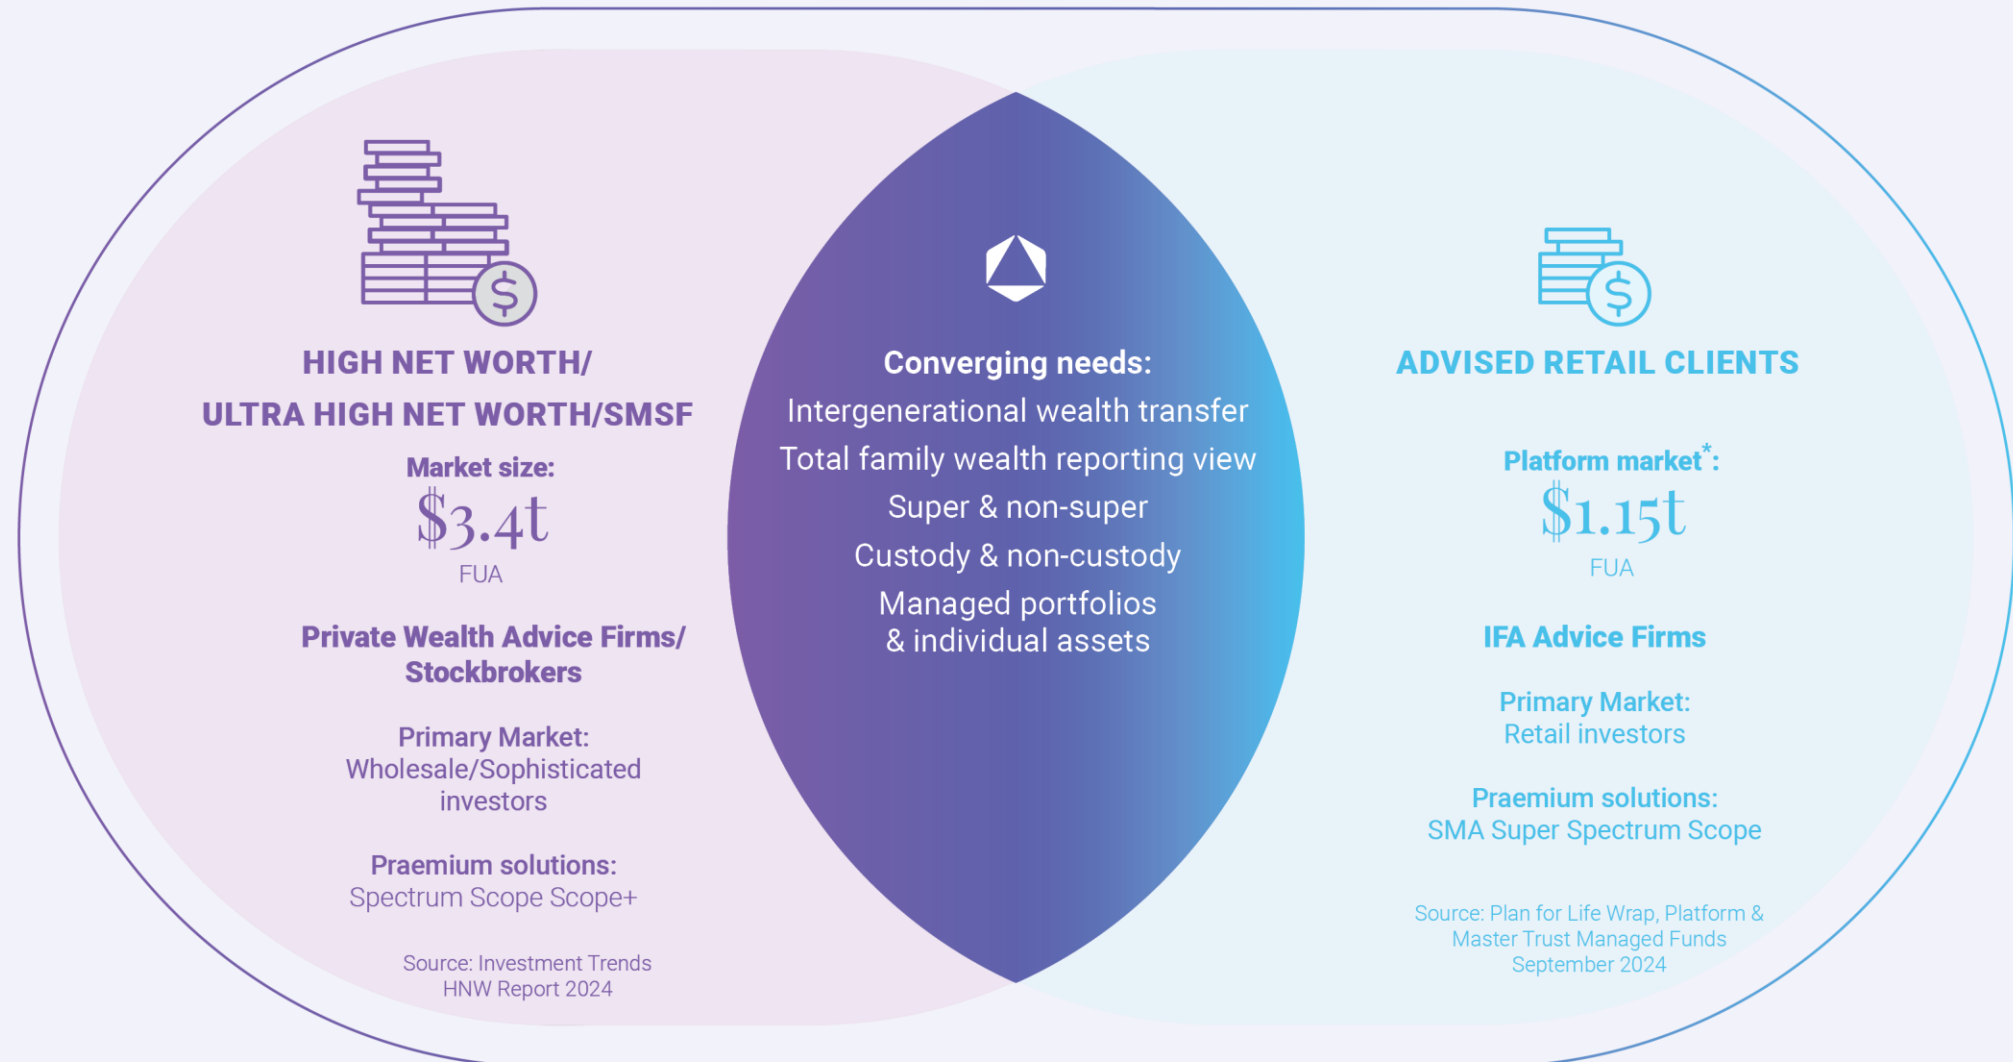 HIGH NET WORTH/
ULTRA HIGH NET WORTH/SMSF
Market size:
$3.4t
FUA
Private Wealth Advice Firms/
Stockbrokers
Primary Market:
Wholesale/Sophisticated
investors
Praemium solutions:
Spectrum Scope Scope+
Source: Investment Trends
HNW Report 2024
Converging needs:
Intergenerational wealth transfer
Total family wealth reporting view
Super & non-super
Custody & non-custody
Managed portfolios
& individual assets
ADVISED RETAIL CLIENTS
Platform market*:
$1.15t
FUA
IFA Advice Firms
Primary Market:
Retail investors
Praemium solutions:
SMA Super Spectrum Scope
Source: Plan for Life Wrap, Platform &
Master Trust Managed Funds
September 2024